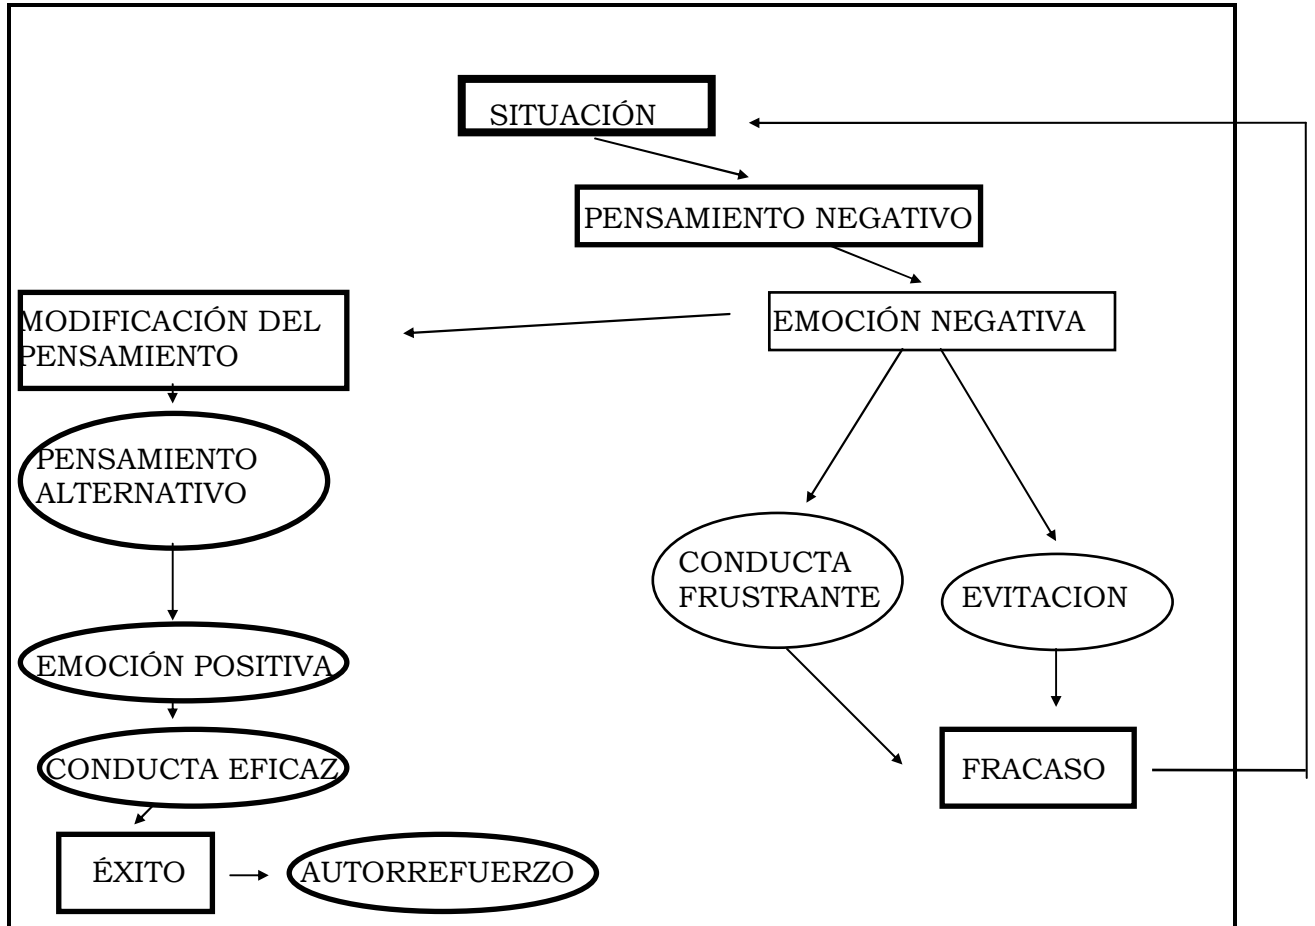 SITUACIÓN
PENSAMIENTO NEGATIVO
EMOCIÓN NEGATIVA
MODIFICACIÓN DEL
PENSAMIENTO
PENSAMIENTO
ALTERNATIVO
CONDUCTA
FRUSTRANTE
EVITACION
EMOCIÓN POSITIVA
CONDUCTA EFICAZ
FRACASO
ÉXITO
AUTORREFUERZO